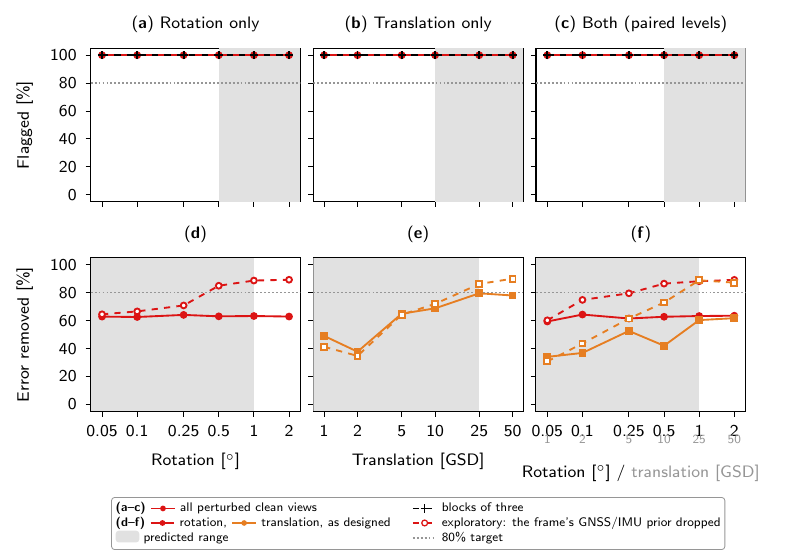 (a) Rotation only
(b) Translation only
(c) Both (paired levels)
Flagged [%]
100
80
60
40
20
0
(d)
(e)
(f)
Error removed [%]
100
80
60
40
20
0
0.05 0.1 0.25 0.5 1 2
1 2 5 10 25 50
0.05 0.1 0.25 0.5 1 2
1 2 5 10 25 50
Rotation [°]
Translation [GSD]
Rotation [°] / translation [GSD]
(a–c) all perturbed clean views
blocks of three
(d–f) rotation, translation, as designed
exploratory: the frame's GNSS/IMU prior dropped
predicted range
80% target